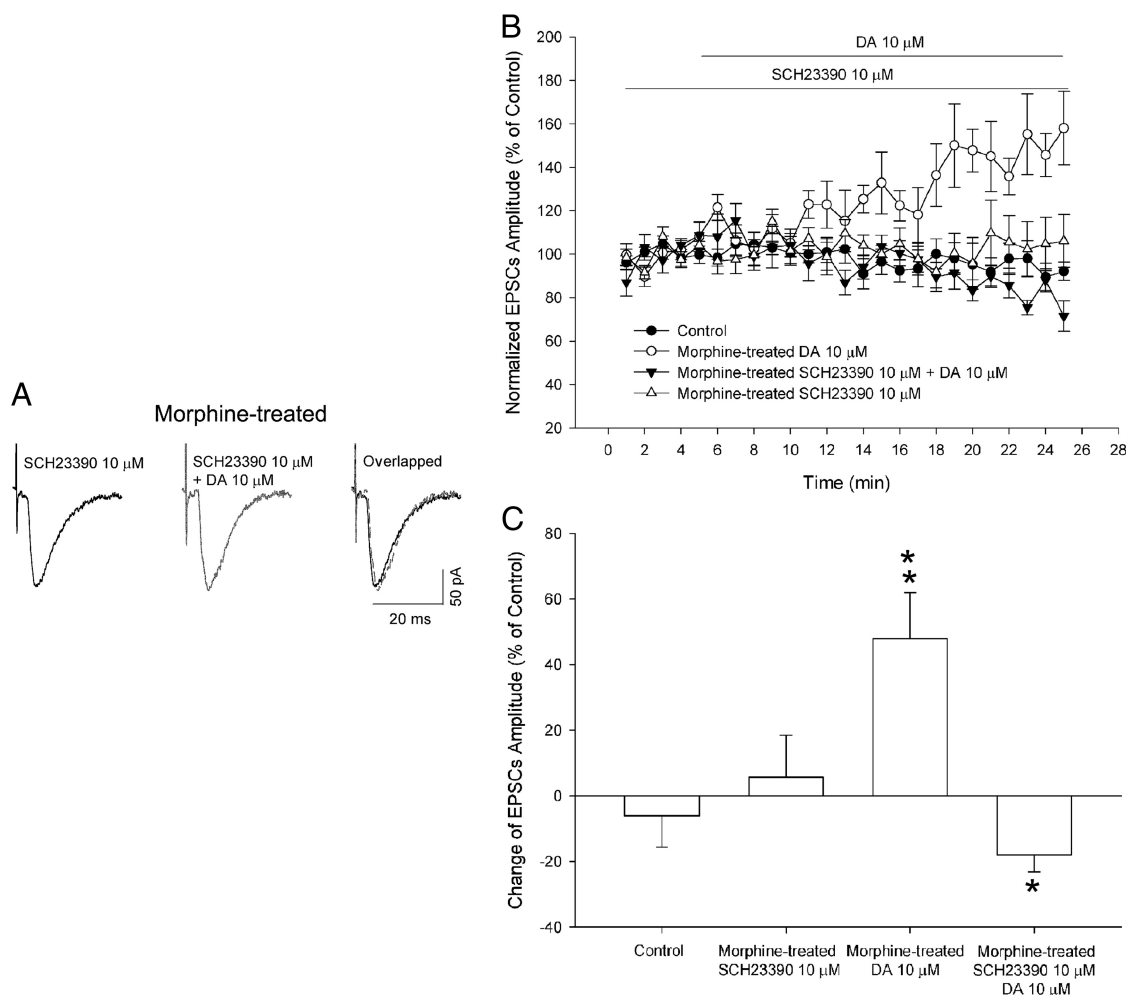 A
Morphine-treated
SCH23390 10 μM
SCH23390 10 μM
+ DA 10 μM
Overlapped
50 pA
20 ms
B
Normalized EPSCs Amplitude (% of Control)
200
180
160
140
120
100
80
60
40
20
DA 10 μM
SCH23390 10 μM
Control
Morphine-treated DA 10 μM
Morphine-treated SCH23390 10 μM + DA 10 μM
Morphine-treated SCH23390 10 μM
0 2 4 6 8 10 12 14 16 18 20 22 24 26 28
Time (min)
C
Change of EPSCs Amplitude (% of Control)
80
60
40
20
0
-20
-40
*
*
*
Control
Morphine-treated
SCH23390 10 μM
Morphine-treated
DA 10 μM
Morphine-treated
SCH23390 10 μM
DA 10 μM